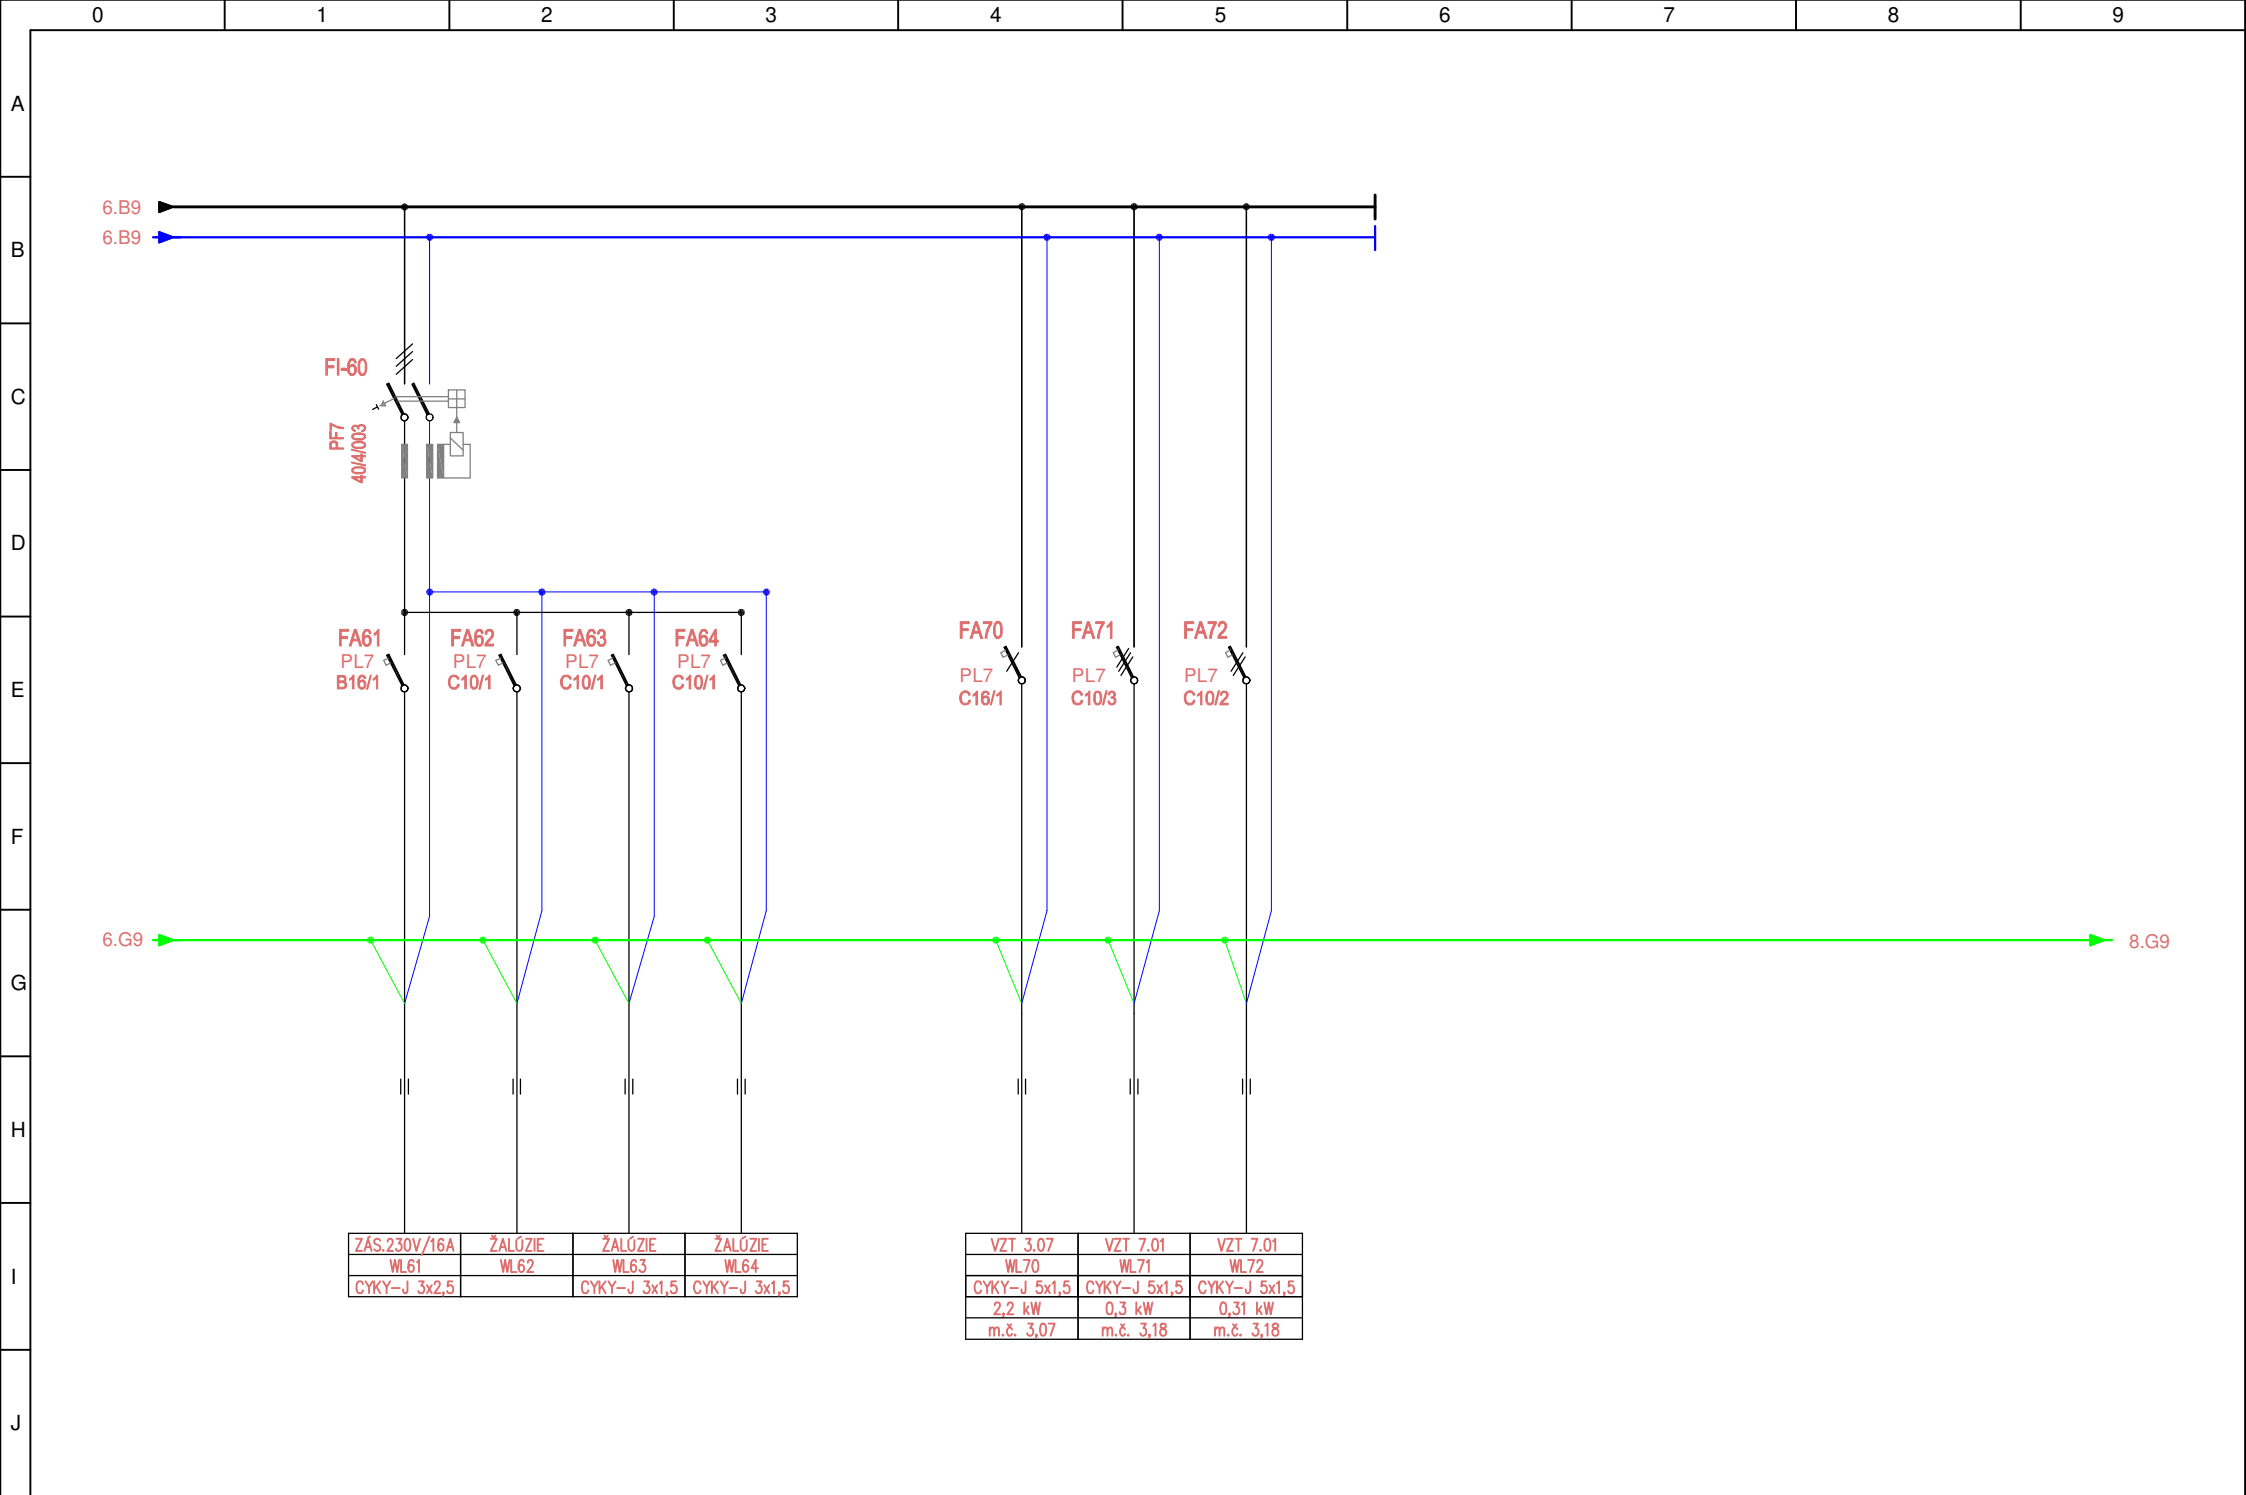 0 1 2 3 4 5 6 7 8 9
A
6.B9
6.B9
B
FI-60
C
PF7
40/4/003
D
FA61 FA62 FA63 FA64 FA70 FA71 FA72
PL7 PL7 PL7 PL7 PL7 PL7 PL7
B16/1 C10/1 C10/1 C10/1 C16/1 C10/3 C10/2
E
F
6.G9 8.G9
G
H
ZÁS.230V/16A ŽALÚZIE ŽALÚZIE ŽALÚZIE VZT 3.07 VZT 7.01 VZT 7.01
WL61 WL62 WL63 WL64 WL70 WL71 WL72
I
CYKY-J 3x2,5 CYKY-J 3x1,5 CYKY-J 3x1,5 CYKY-J 5x1,5 CYKY-J 5x1,5 CYKY-J 5x1,5
2,2 kW 0,3 kW 0,31 kW
m.č. 3,07 m.č. 3,18 m.č. 3,18
J